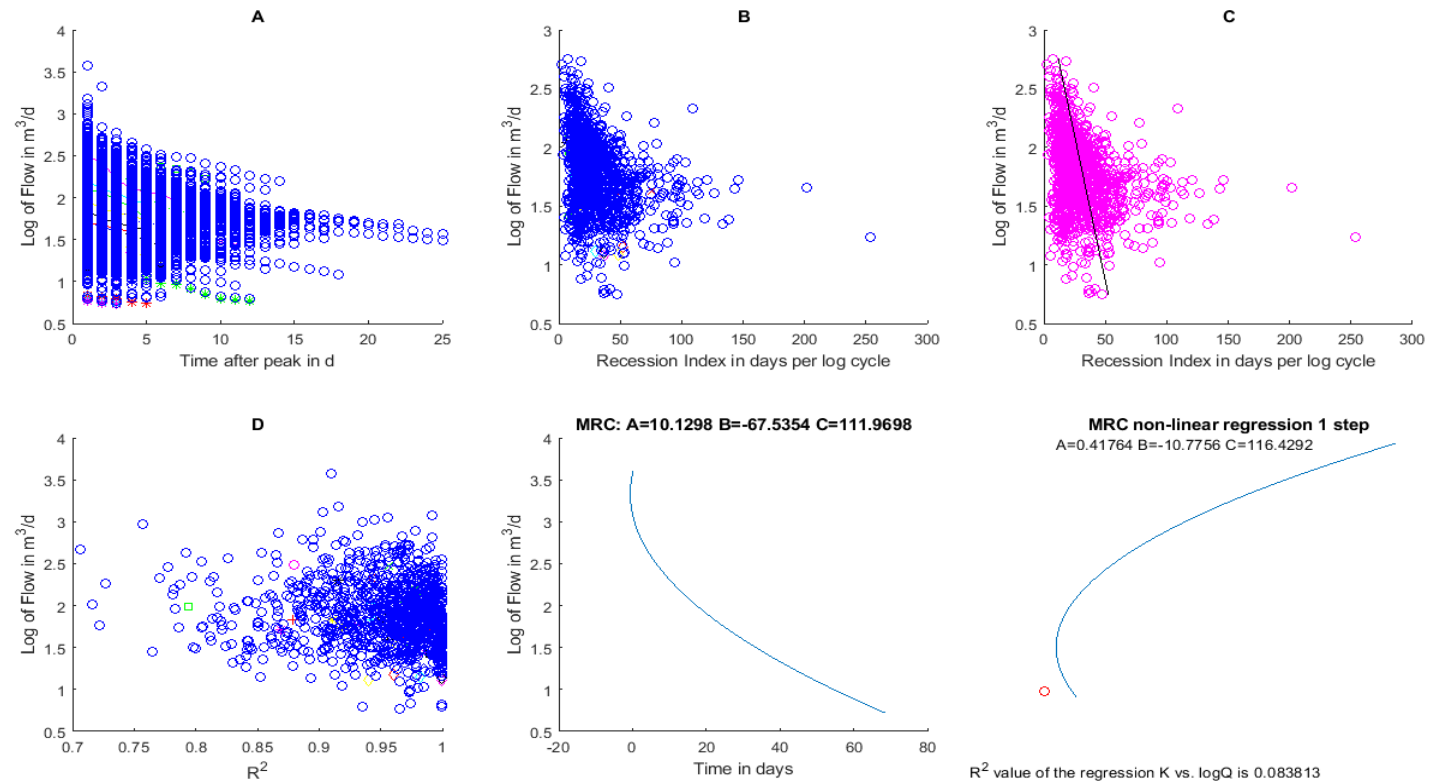 A
Log of Flow in m³/d
4
3.5
3
2.5
2
1.5
1
0.5
0 5 10 15 20 25
Time after peak in d
B
Log of Flow in m³/d
3
2.5
2
1.5
1
0.5
0 50 100 150 200 250 300
Recession Index in days per log cycle
C
Log of Flow in m³/d
3
2.5
2
1.5
1
0.5
0 50 100 150 200 250 300
Recession Index in days per log cycle
D
Log of Flow in m³/d
4
3.5
3
2.5
2
1.5
1
0.5
0.7 0.75 0.8 0.85 0.9 0.95 1
R²
MRC: A=10.1298 B=-67.5354 C=111.9698
Log of Flow in m³/d
4
3.5
3
2.5
2
1.5
1
0.5
-20 0 20 40 60 80
Time in days
MRC non-linear regression 1 step
A=0.41764 B=-10.7756 C=116.4292
R² value of the regression K vs. logQ is 0.083813